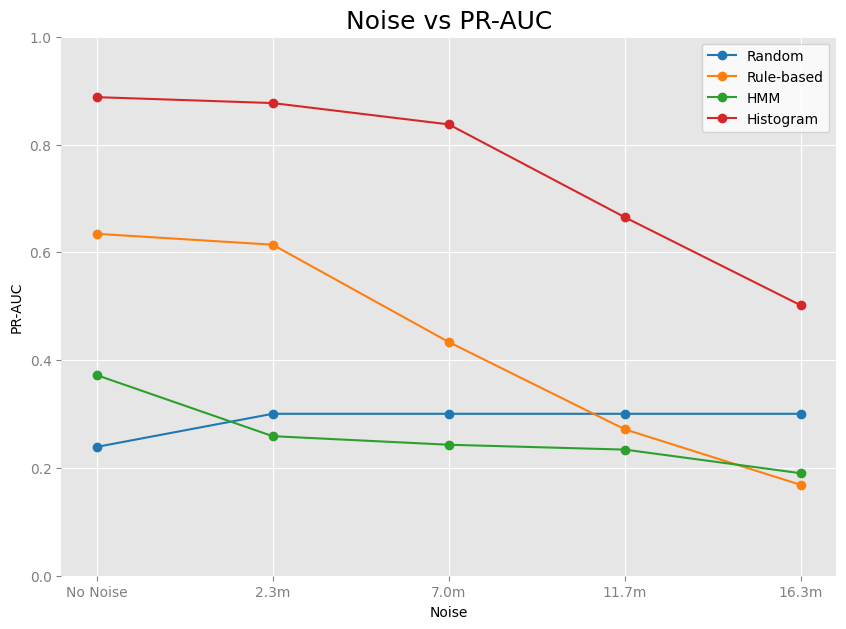 Noise vs PR-AUC
1.0
0.8
0.6
0.4
0.2
0.0
PR-AUC
Random
Rule-based
HMM
Histogram
No Noise 2.3m 7.0m 11.7m 16.3m
Noise